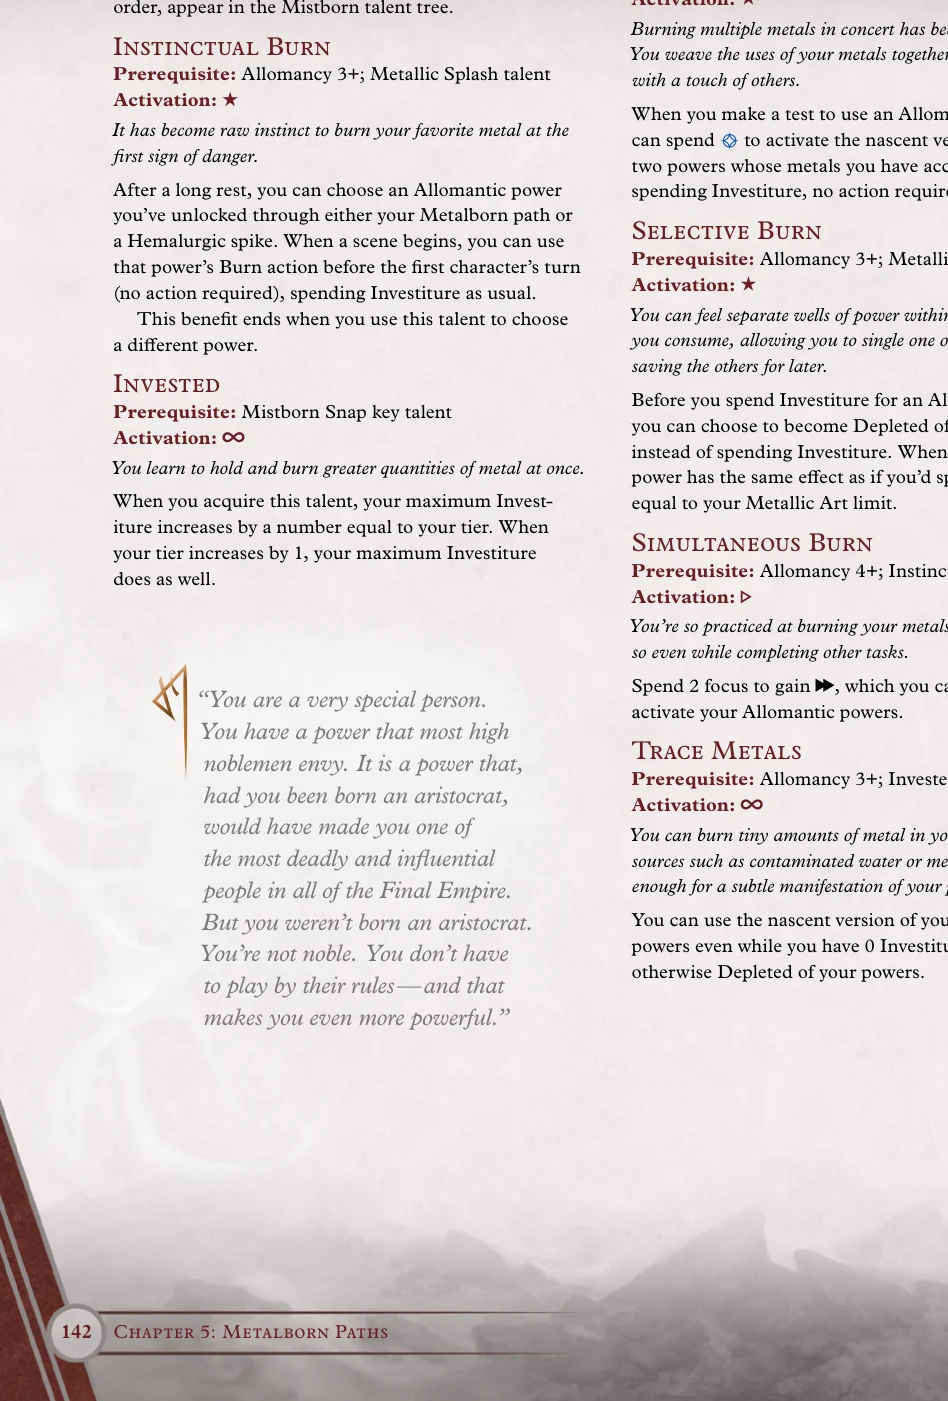 order, appear in the Mistborn talent tree.
Instinctual Burn
Prerequisite: Allomancy 3+; Metallic Splash talent
Activation: ★
It has become raw instinct to burn your favorite metal at the
first sign of danger.
After a long rest, you can choose an Allomantic power
you’ve unlocked through either your Metalborn path or
a Hemalurgic spike. When a scene begins, you can use
that power’s Burn action before the first character’s turn
(no action required), spending Investiture as usual.
This benefit ends when you use this talent to choose
a different power.
Invested
Prerequisite: Mistborn Snap key talent
Activation: ∞
You learn to hold and burn greater quantities of metal at once.
When you acquire this talent, your maximum Invest-
iture increases by a number equal to your tier. When
your tier increases by 1, your maximum Investiture
does as well.
“You are a very special person.
You have a power that most high
noblemen envy. It is a power that,
had you been born an aristocrat,
would have made you one of
the most deadly and influential
people in all of the Final Empire.
But you weren’t born an aristocrat.
You’re not noble. You don’t have
to play by their rules—and that
makes you even more powerful.”
Activation: ★
Burning multiple metals in concert has
You weave the uses of your metals together
with a touch of others.
When you make a test to use an
can spend to activate the nascent
two powers whose metals you have
spending Investiture, no action
Selective Burn
Prerequisite: Allomancy 3+;
Activation: ★
You can feel separate wells of power
you consume, allowing you to single one
saving the others for later.
Before you spend Investiture for an
you can choose to become Depleted of
instead of spending Investiture. When
power has the same effect as if you’d
equal to your Metallic Art limit.
Simultaneous Burn
Prerequisite: Allomancy 4+;
Activation: ▷
You’re so practiced at burning your metals
so even while completing other tasks.
Spend 2 focus to gain ▶▶, which you
activate your Allomantic powers.
Trace Metals
Prerequisite: Allomancy 3+;
Activation: ∞
You can burn tiny amounts of metal in
sources such as contaminated water or
enough for a subtle manifestation of your
You can use the nascent version of
powers even while you have 0
otherwise Depleted of your powers.
142 Chapter 5: Metalborn Paths